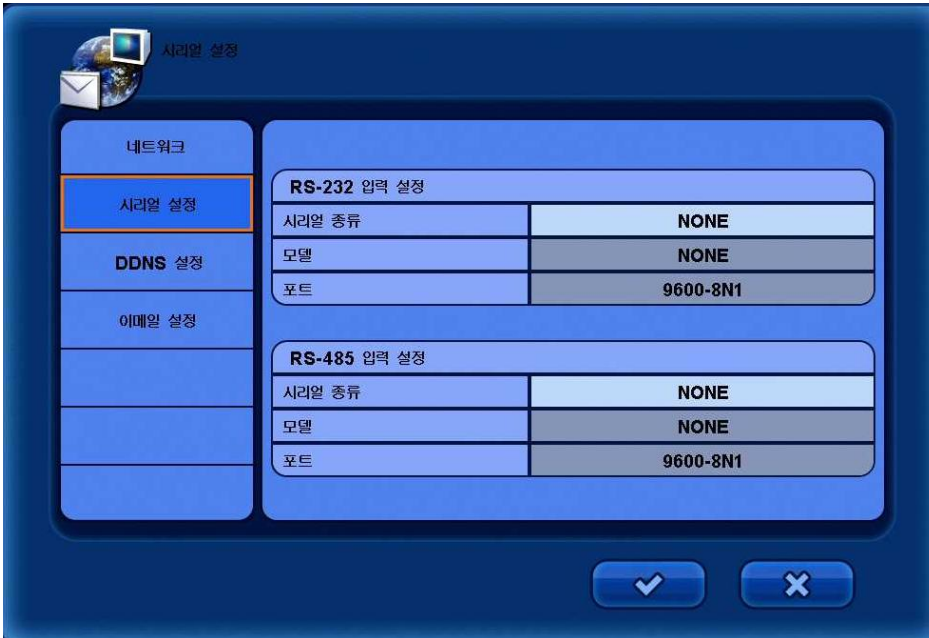 시리얼 설정
네트워크
시리얼 설정
DDNS 설정
이메일 설정
RS-232 입력 설정
시리얼 종류 NONE
모델 NONE
포트 9600-8N1
RS-485 입력 설정
시리얼 종류 NONE
모델 NONE
포트 9600-8N1